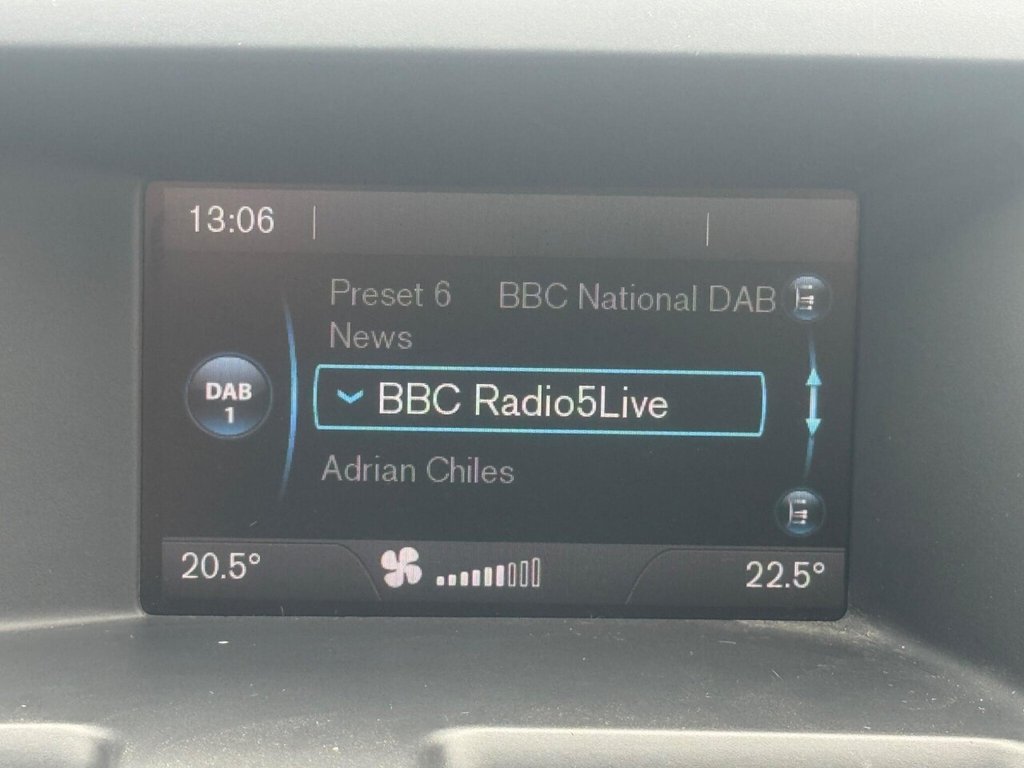 13:06
Preset 6 BBC National DAB
News
DAB
1
BBC Radio5Live
Adrian Chiles
20.5° 22.5°